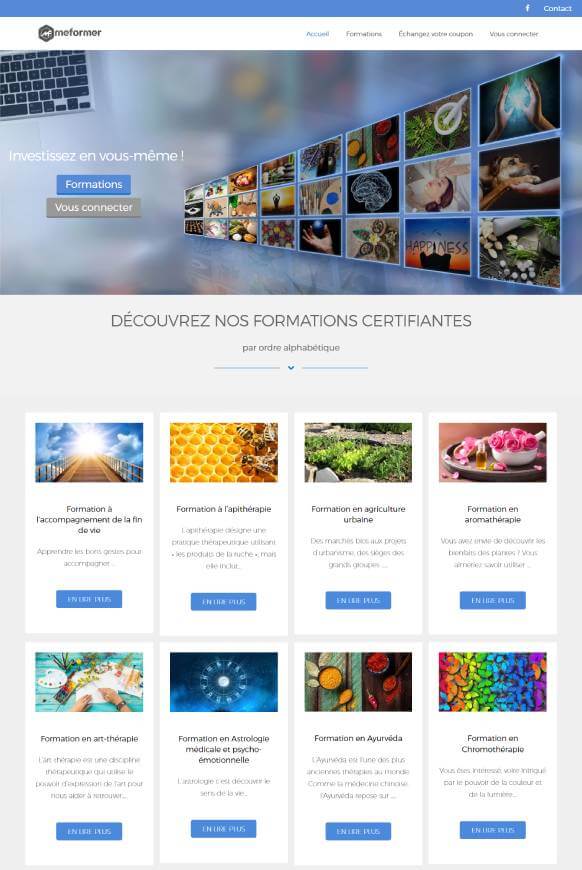 Contact
meformer
Accueil Formations Échangez votre coupon Vous connecter
Investissez en vous-même !
Formations
Vous connecter
HAPPINESS
DÉCOUVREZ NOS FORMATIONS CERTIFIANTES
par ordre alphabétique
Formation à
l'accompagnement de la fin
de vie
Apprendre les bons gestes pour
accompagner ...
EN LIRE PLUS
Formation à l'apithérapie
L'apithérapie désigne une
pratique thérapeutique utilisant
« les produits de la ruche », mais
elle inclut...
EN LIRE PLUS
Formation en agriculture
urbaine
Des marchés bios aux projets
d'urbanisme, des sièges des
grands groupes .....
EN LIRE PLUS
Formation en
aromathérapie
Vous avez envie de découvrir les
bienfaits des plantes ? Vous
aimeriez savoir utiliser ...
EN LIRE PLUS
Formation en art-thérapie
L'art-thérapie est une discipline
thérapeutique qui utilise le
pouvoir d'expression de l'art pour
nous aider à retrouver....
EN LIRE PLUS
Formation en Astrologie
médicale et psycho-
émotionnelle
L'astrologie c'est découvrir le
sens de la vie...
EN LIRE PLUS
Formation en Ayurvéda
L'Ayurvéda est l'une des plus
anciennes thérapies au monde.
Comme la médecine chinoise,
l'Ayurvéda repose sur .....
EN LIRE PLUS
Formation en
Chromothérapie
Vous êtes intéressé voire intrigué
par le pouvoir de la couleur et
de la lumière...
EN LIRE PLUS